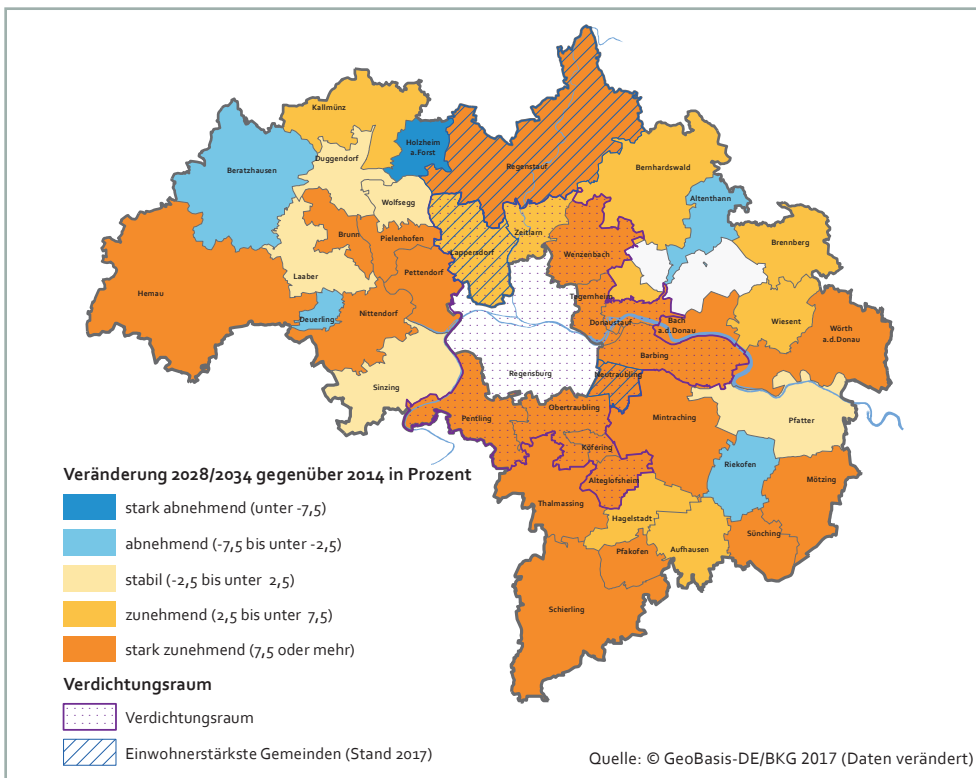 Kallmünz
Holzheim
a.Forst
Duggendorf
Regenstauf
Beratzhausen
Bernhardswald
Altenthann
Wolfsegg
Zeitlarn
Brunn
Pielenhofen
Lappersdorf
Wenzenbach
Brennberg
Pettendorf
Laaber
Hemau
Tegernheim
Nittendorf
Deuerling
Donaustauf
Bach
a.d.Donau
Wiesent
Wörth
a.d.Donau
Barbing
Regensburg
Neutraubling
Sinzing
Pentling
Obertraubling
Mintraching
Pfatter
Köfering
Riekofen
Alteglofsheim
Mötzing
Thalmassing
Hagelstadt
Sünching
Pfakofen
Aufhausen
Schierling
Veränderung 2028/2034 gegenüber 2014 in Prozent
stark abnehmend (unter -7,5)
abnehmend (-7,5 bis unter -2,5)
stabil (-2,5 bis unter 2,5)
zunehmend (2,5 bis unter 7,5)
stark zunehmend (7,5 oder mehr)
Verdichtungsraum
Verdichtungsraum
Einwohnerstärkste Gemeinden (Stand 2017)
Quelle: © GeoBasis-DE/BKG 2017 (Daten verändert)